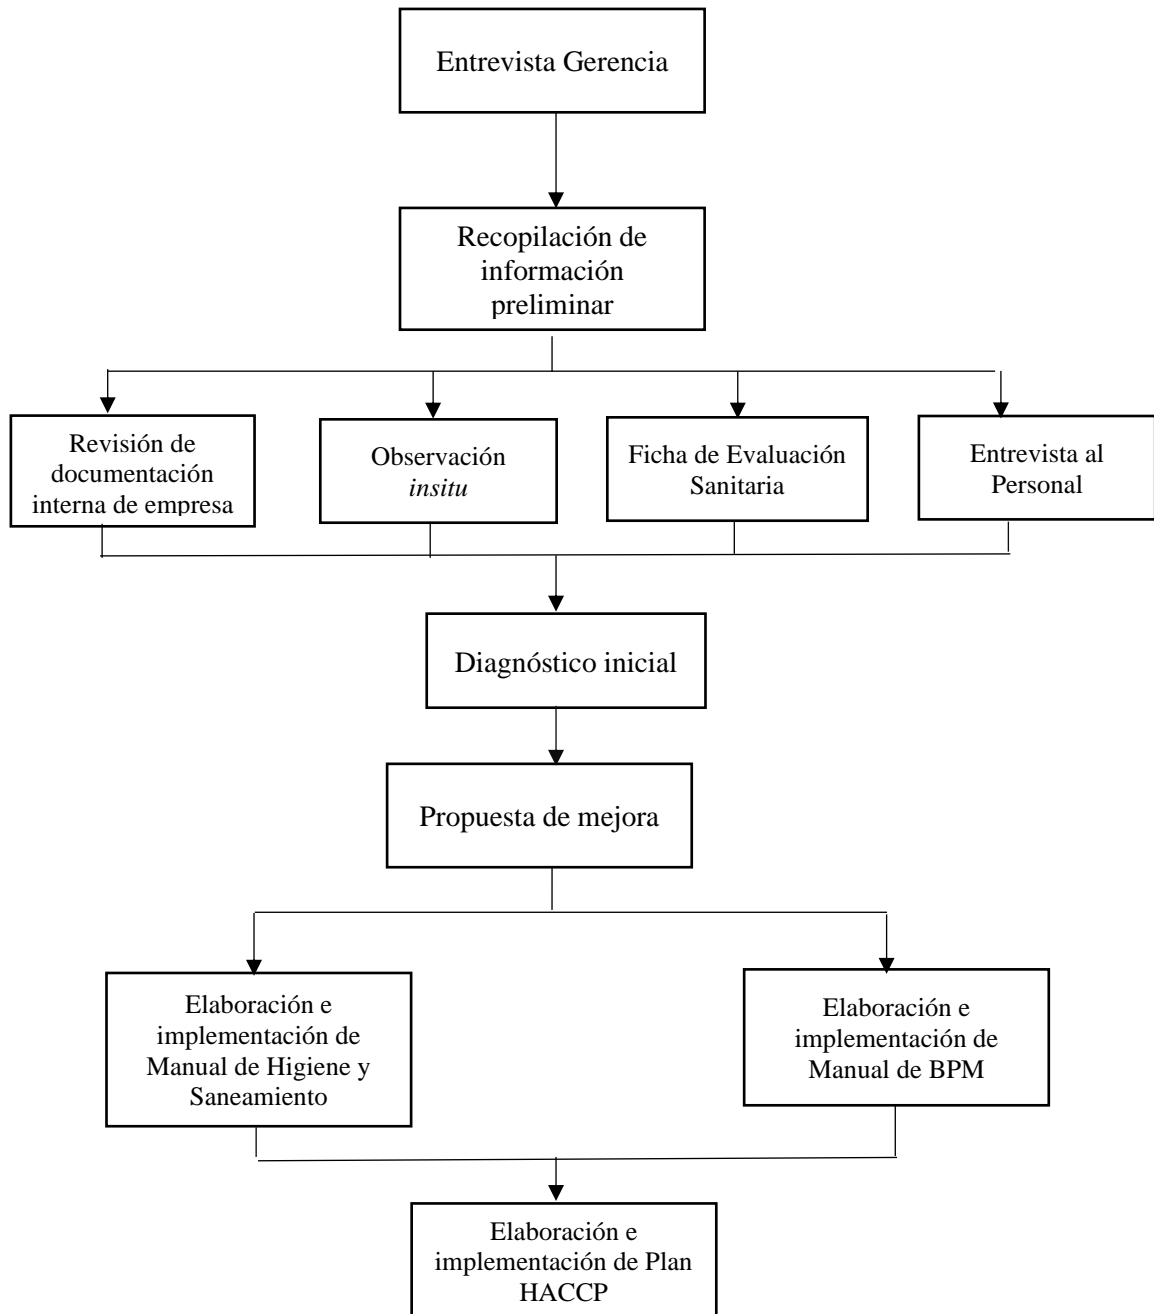 Entrevista Gerencia
Recopilación de
información
preliminar
Revisión de
documentación
interna de empresa
Observación
insitu
Ficha de Evaluación
Sanitaria
Entrevista al
Personal
Diagnóstico inicial
Propuesta de mejora
Elaboración e
implementación de
Manual de Higiene y
Saneamiento
Elaboración e
implementación de
Manual de BPM
Elaboración e
implementación de Plan
HACCP